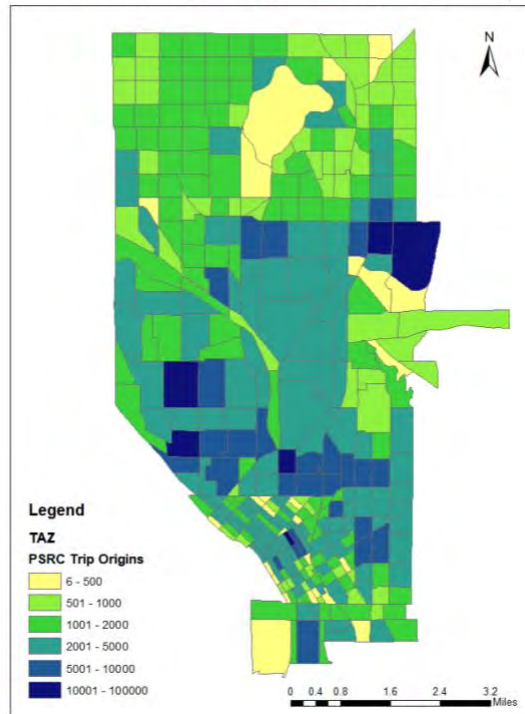 N
Legend
TAZ
PSRC Trip Origins
6 - 500
501 - 1000
1001 - 2000
2001 - 5000
5001 - 10000
10001 - 100000
0 0.4 0.8 1.6 2.4 3.2
Miles